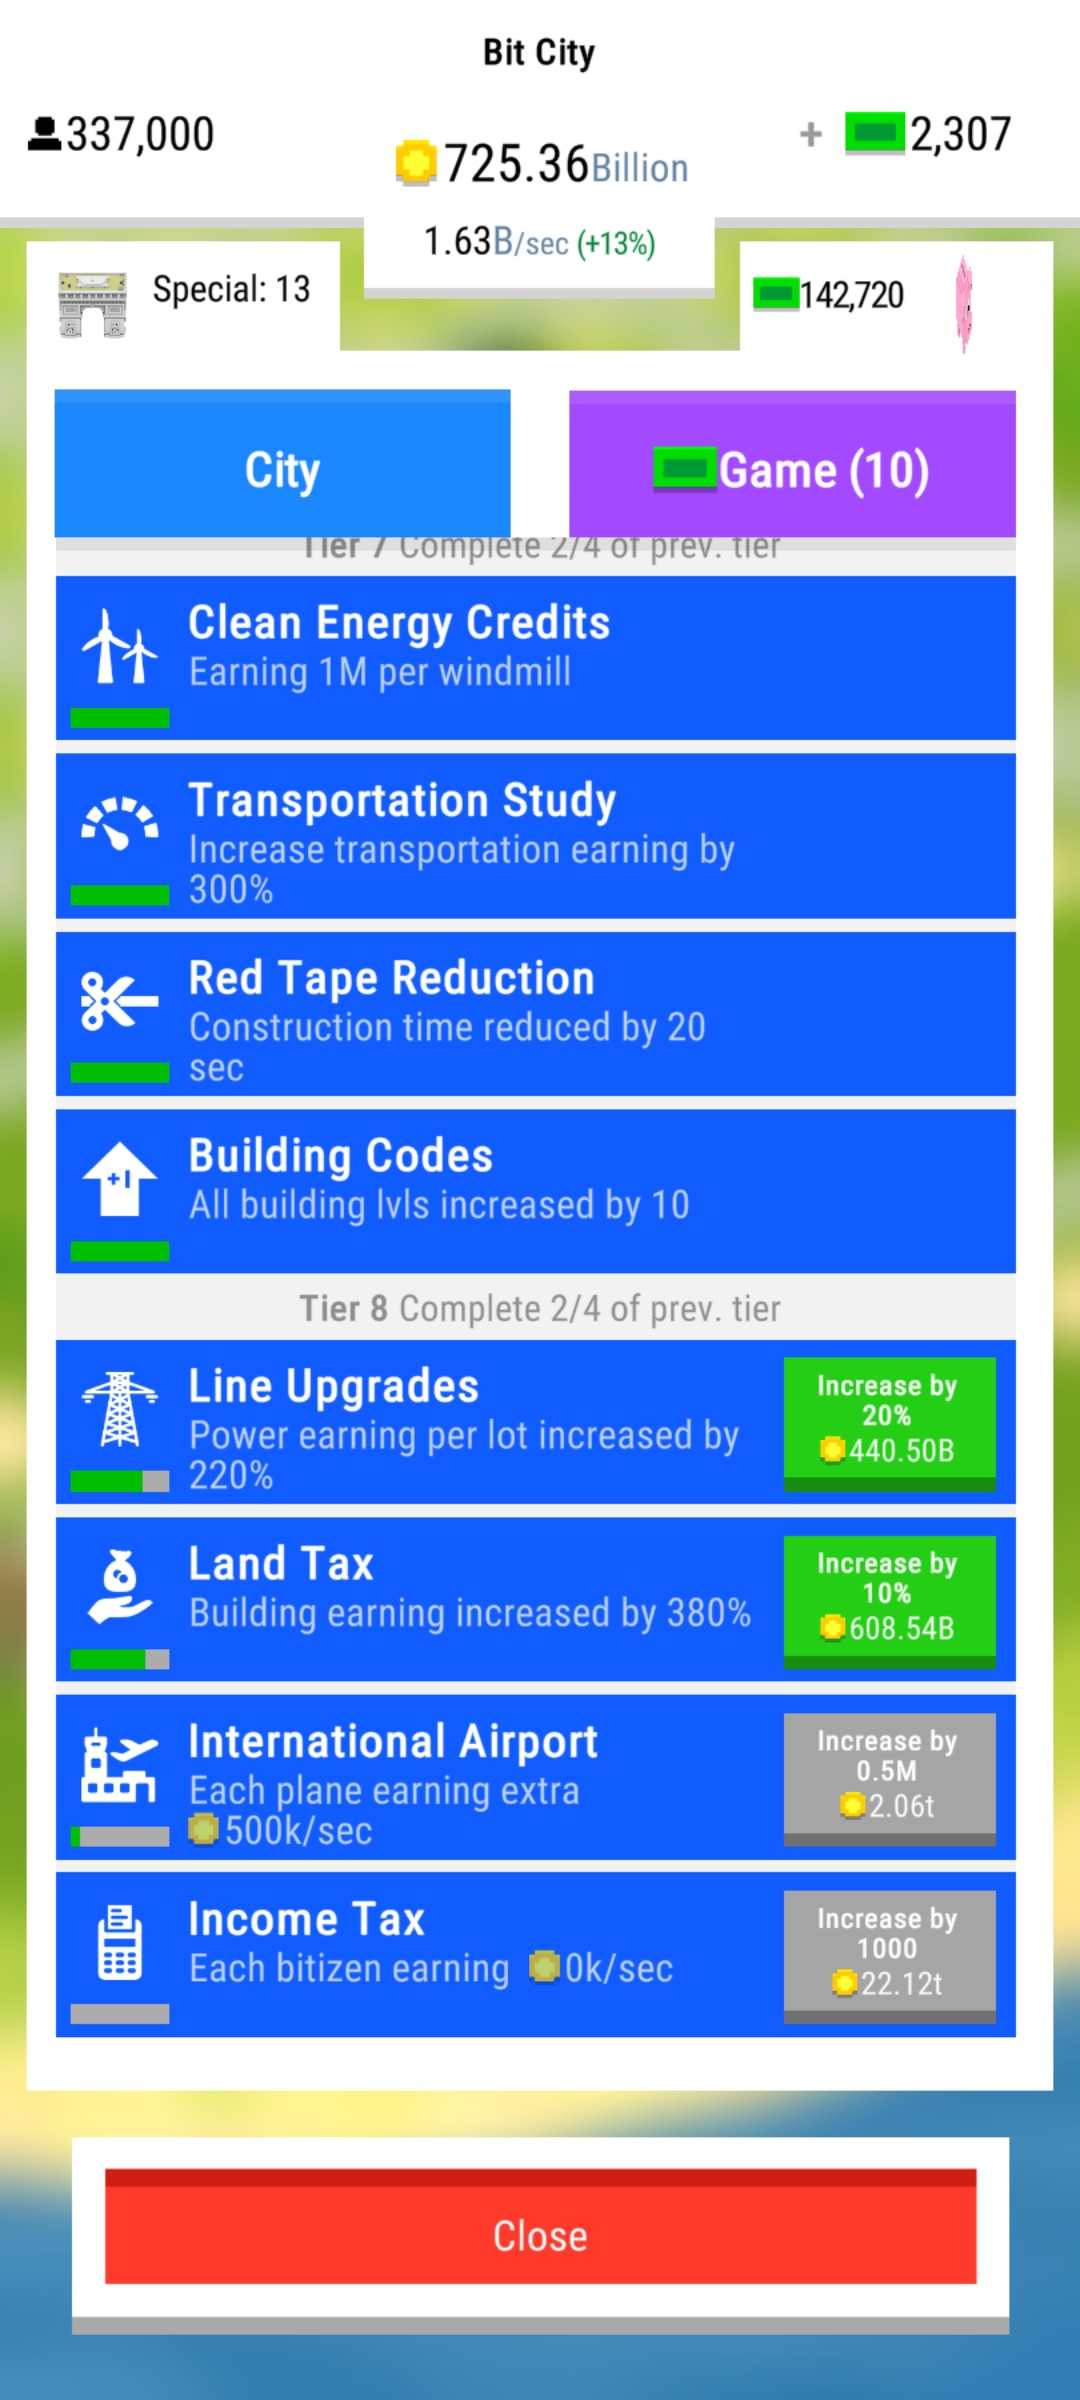 Bit City
337,000
725.36Billion
+ 2,307
1.63B/sec (+13%)
Special: 13
142,720
City
Game (10)
Tier 7 Complete 2/4 of prev. tier
Clean Energy Credits
Earning 1M per windmill
Transportation Study
Increase transportation earning by
300%
Red Tape Reduction
Construction time reduced by 20
sec
+1
Building Codes
All building lvls increased by 10
Tier 8 Complete 2/4 of prev. tier
Line Upgrades
Power earning per lot increased by
220%
Increase by
20%
440.50B
Land Tax
Building earning increased by 380%
Increase by
10%
608.54B
International Airport
Each plane earning extra
500k/sec
Increase by
0.5M
2.06t
Income Tax
Each bitizen earning 0k/sec
Increase by
1000
22.12t
Close